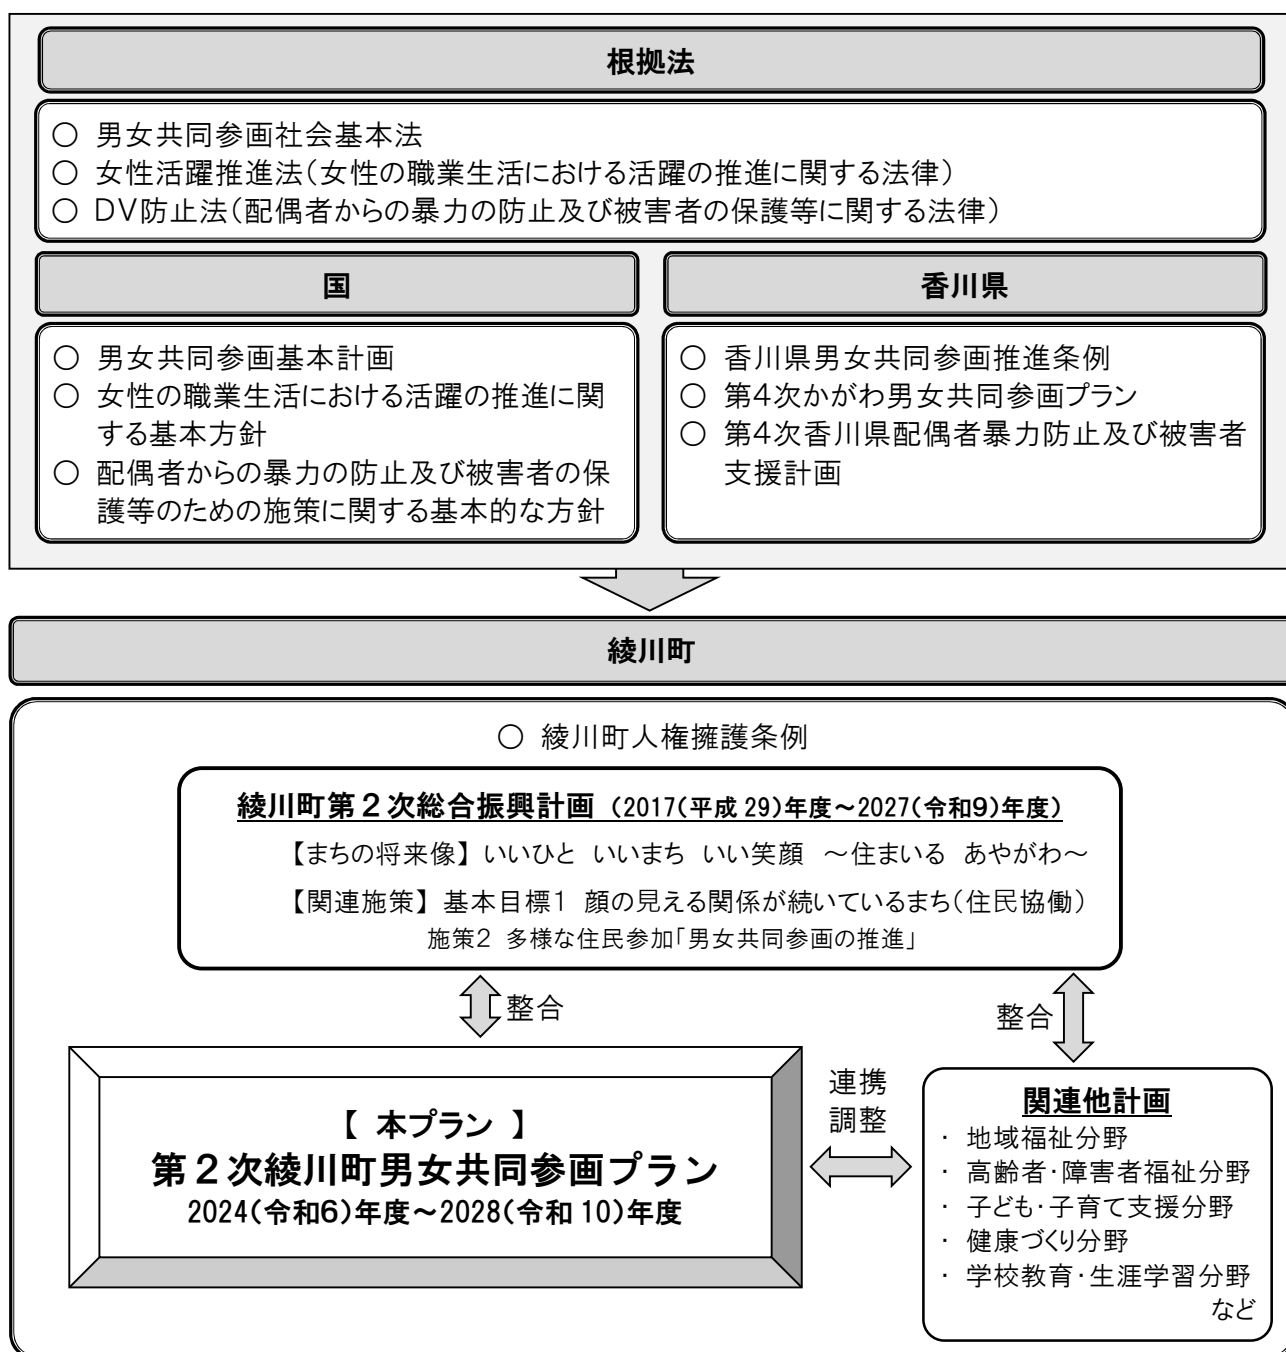 根拠法
○ 男女共同参画社会基本法
○ 女性活躍推進法（女性の職業生活における活躍の推進に関する法律）
○ DV防止法（配偶者からの暴力の防止及び被害者の保護等に関する法律）
国
○ 男女共同参画基本計画
○ 女性の職業生活における活躍の推進に関
する基本方針
○ 配偶者からの暴力の防止及び被害者の保
護等のための施策に関する基本的な方針
香川県
○ 香川県男女共同参画推進条例
○ 第４次かがわ男女共同参画プラン
○ 第４次香川県配偶者暴力防止及び被害者
支援計画
綾川町
○ 綾川町人権擁護条例
綾川町第２次総合振興計画（2017（平成29）年度～2027（令和９）年度）
【まちの将来像】 いいひと いいまち いい笑顔 ～住まいる あやがわ～
【関連施策】 基本目標１ 顔の見える関係が続いているまち（住民協働）
施策２ 多様な住民参加「男女共同参画の推進」
整合
整合
【 本プラン 】
第２次綾川町男女共同参画プラン
2024（令和６）年度～2028（令和10）年度
連携
調整
関連他計画
・ 地域福祉分野
・ 高齢者・障害者福祉分野
・ 子ども・子育て支援分野
・ 健康づくり分野
・ 学校教育・生涯学習分野
など